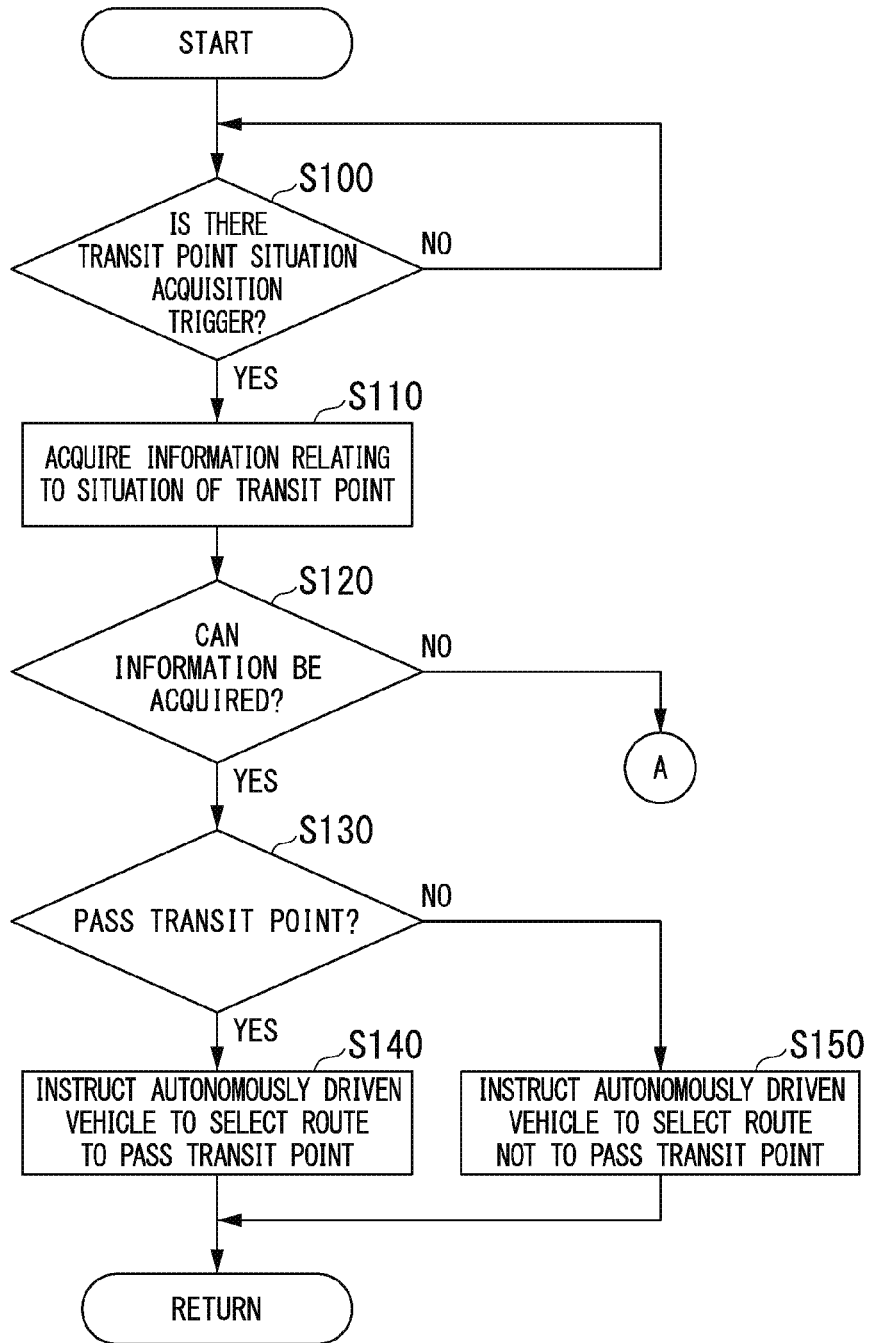 START
S100
IS THERE
TRANSIT POINT SITUATION
ACQUISITION
TRIGGER?
NO
YES
S110
ACQUIRE INFORMATION RELATING
TO SITUATION OF TRANSIT POINT
S120
CAN
INFORMATION BE
ACQUIRED?
NO
A
YES
S130
PASS TRANSIT POINT?
NO
YES
S140
INSTRUCT AUTONOMOUSLY DRIVEN
VEHICLE TO SELECT ROUTE
TO PASS TRANSIT POINT
S150
INSTRUCT AUTONOMOUSLY DRIVEN
VEHICLE TO SELECT ROUTE
NOT TO PASS TRANSIT POINT
RETURN